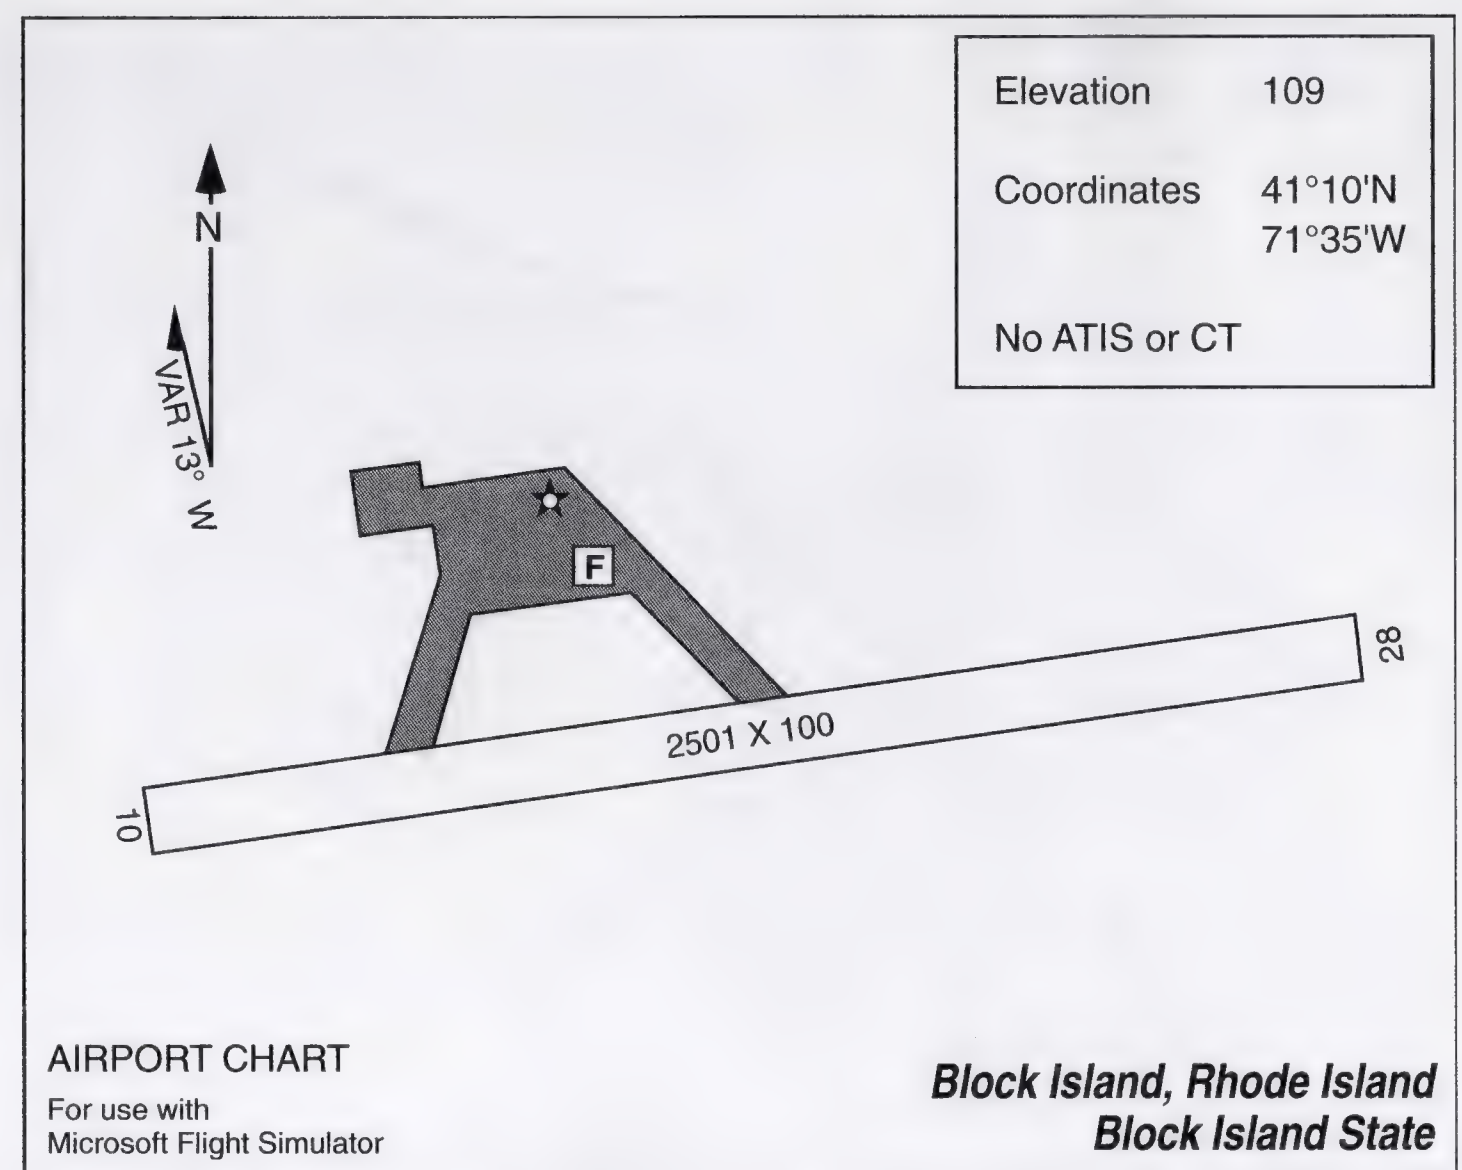 Elevation 109
Coordinates 41°10'N
71°35'W
No ATIS or CT
N
VAR 13° W
F
28
2501 X 100
10
AIRPORT CHART
For use with
Microsoft Flight Simulator
Block Island, Rhode Island
Block Island State